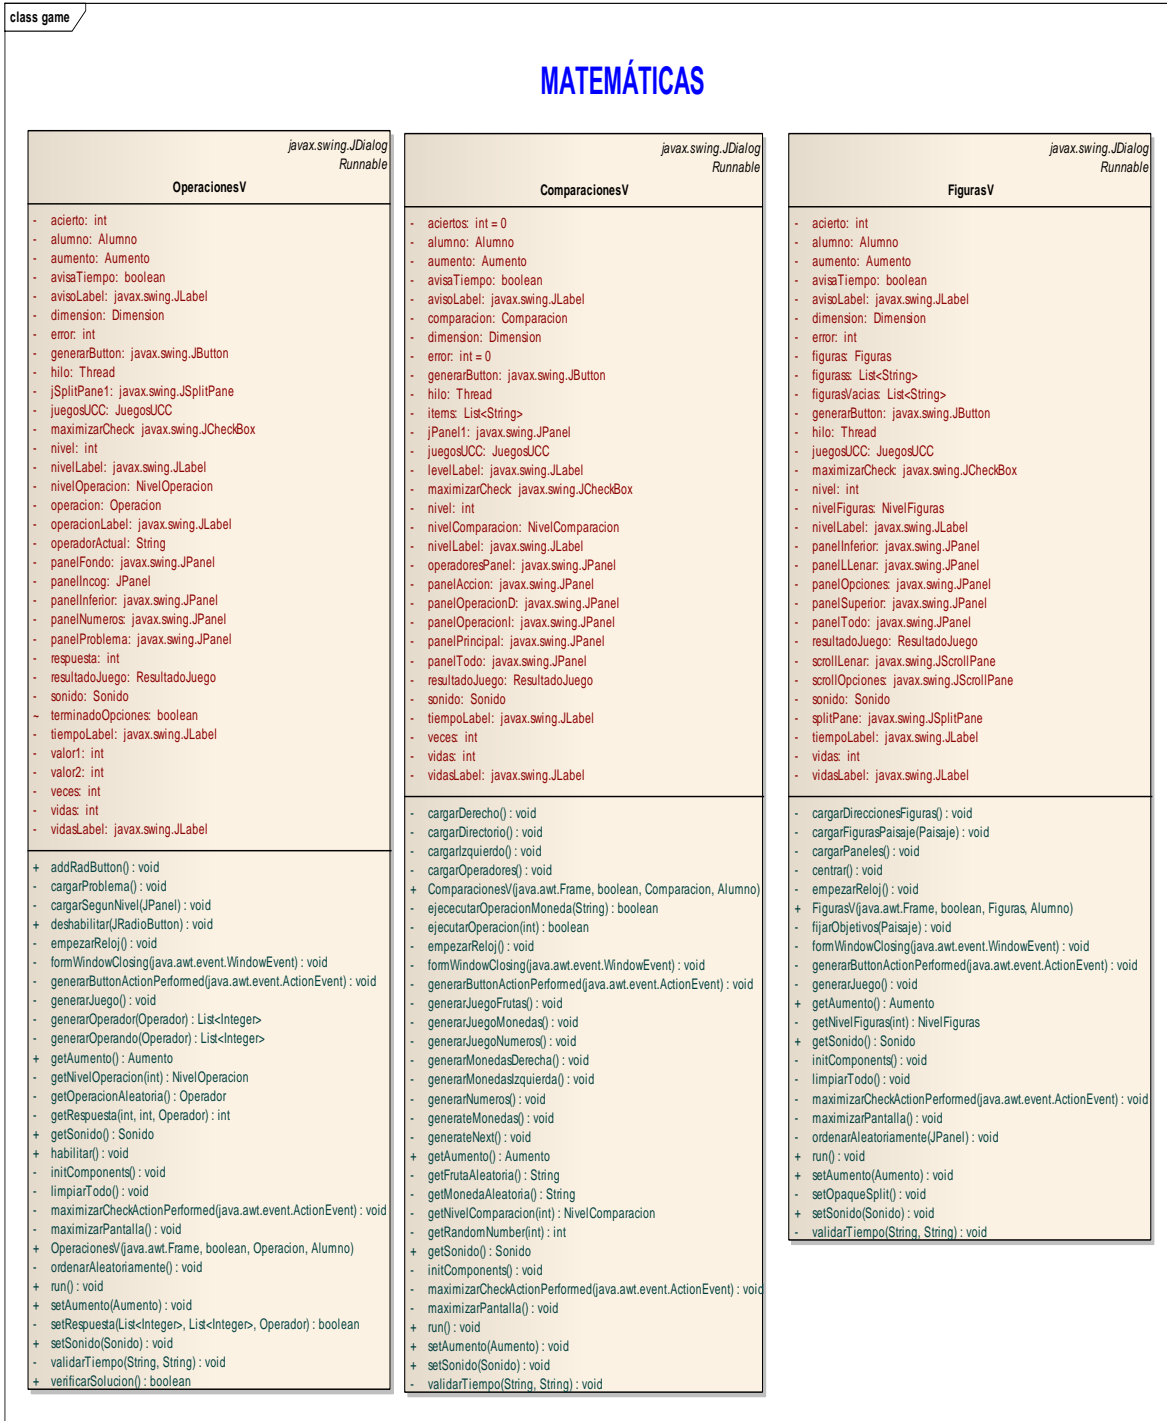 class game
MATEMÁTICAS
javax.swing.JDialog
Runnable
OperacionesV
- acierto: int
- alumno: Alumno
- aumento: Aumento
- avisaTiempo: boolean
- avisoLabel: javax.swing.JLabel
- dimension: Dimension
- error: int
- generarButton: javax.swing.JButton
- hilo: Thread
- jSplitPane1: javax.swing.JSplitPane
- juegosUCC: JuegosUCC
- maximizarCheck: javax.swing.JCheckBox
- nivel: int
- nivelLabel: javax.swing.JLabel
- nivelOperacion: NivelOperacion
- operacion: Operacion
- operacionLabel: javax.swing.JLabel
- operadorActual: String
- panelFondo: javax.swing.JPanel
- panelIncog: JPanel
- panelInferior: javax.swing.JPanel
- panelNumeros: javax.swing.JPanel
- panelProblema: javax.swing.JPanel
- respuesta: int
- resultadoJuego: ResultadoJuego
- sonido: Sonido
~ terminadoOpciones: boolean
- tiempoLabel: javax.swing.JLabel
- valor1: int
- valor2: int
- veces: int
- vidas: int
- vidasLabel: javax.swing.JLabel
+ addRadButton() : void
- cargarProblema() : void
- cargarSegunNivel(JPanel) : void
+ deshabilitar(JRadioButton) : void
- empezarReloj() : void
- formWindowClosing(java.awt.event.WindowEvent) : void
- generarButtonActionPerformed(java.awt.event.ActionEvent) : void
- generarJuego() : void
- generarOperador(Operador) : List<Integer>
- generarOperando(Operador) : List<Integer>
+ getAumento() : Aumento
- getNivelOperacion(int) : NivelOperacion
- getOperacionAleatoria() : Operador
- getRespuesta(int, int, Operador) : int
+ getSonido() : Sonido
+ habilitar() : void
- initComponents() : void
- limpiarTodo() : void
- maximizarCheckActionPerformed(java.awt.event.ActionEvent) : void
- maximizarPantalla() : void
+ OperacionesV(java.awt.Frame, boolean, Operacion, Alumno)
- ordenarAleatoriamente() : void
+ run() : void
+ setAumento(Aumento) : void
- setRespuesta(List<Integer>, List<Integer>, Operador) : boolean
+ setSonido(Sonido) : void
- validarTiempo(String, String) : void
+ verificarSolucion() : boolean
javax.swing.JDialog
Runnable
ComparacionesV
- aciertos: int = 0
- alumno: Alumno
- aumento: Aumento
- avisaTiempo: boolean
- avisoLabel: javax.swing.JLabel
- comparacion: Comparacion
- dimension: Dimension
- error: int = 0
- generarButton: javax.swing.JButton
- hilo: Thread
- items: List<String>
- jPanel1: javax.swing.JPanel
- juegosUCC: JuegosUCC
- levelLabel: javax.swing.JLabel
- maximizarCheck: javax.swing.JCheckBox
- nivel: int
- nivelComparacion: NivelComparacion
- nivelLabel: javax.swing.JLabel
- operadoresPanel: javax.swing.JPanel
- panelAccion: javax.swing.JPanel
- panelOperacionD: javax.swing.JPanel
- panelOperacionI: javax.swing.JPanel
- panelPrincipal: javax.swing.JPanel
- panelTodo: javax.swing.JPanel
- resultadoJuego: ResultadoJuego
- sonido: Sonido
- tiempoLabel: javax.swing.JLabel
- veces: int
- vidas: int
- vidasLabel: javax.swing.JLabel
- cargarDerecho() : void
- cargarDirectorio() : void
- cargarIzquierdo() : void
- cargarOperadores() : void
+ ComparacionesV(java.awt.Frame, boolean, Comparacion, Alumno)
- ejececutarOperacionMoneda(String) : boolean
- ejecutarOperacion(int) : boolean
- empezarReloj() : void
- formWindowClosing(java.awt.event.WindowEvent) : void
- generarButtonActionPerformed(java.awt.event.ActionEvent) : void
- generarJuegoFrutas() : void
- generarJuegoMonedas() : void
- generarJuegoNumeros() : void
- generarMonedasDerecha() : void
- generarMonedasIzquierda() : void
- generarNumeros() : void
- generateMonedas() : void
- generateNext() : void
+ getAumento() : Aumento
- getFrutaAleatoria() : String
- getMonedaAleatoria() : String
- getNivelComparacion(int) : NivelComparacion
- getRandomNumber(int) : int
+ getSonido() : Sonido
- initComponents() : void
- maximizarCheckActionPerformed(java.awt.event.ActionEvent) : void
- maximizarPantalla() : void
+ run() : void
+ setAumento(Aumento) : void
+ setSonido(Sonido) : void
- validarTiempo(String, String) : void
javax.swing.JDialog
Runnable
FigurasV
- acierto: int
- alumno: Alumno
- aumento: Aumento
- avisaTiempo: boolean
- avisoLabel: javax.swing.JLabel
- dimension: Dimension
- error: int
- figuras: Figuras
- figurass: List<String>
- figurasVacias: List<String>
- generarButton: javax.swing.JButton
- hilo: Thread
- juegosUCC: JuegosUCC
- maximizarCheck: javax.swing.JCheckBox
- nivel: int
- nivelFiguras: NivelFiguras
- nivelLabel: javax.swing.JLabel
- panelInferior: javax.swing.JPanel
- panelLLenar: javax.swing.JPanel
- panelOpciones: javax.swing.JPanel
- panelSuperior: javax.swing.JPanel
- panelTodo: javax.swing.JPanel
- resultadoJuego: ResultadoJuego
- scrollLenar: javax.swing.JScrollPane
- scrollOpciones: javax.swing.JScrollPane
- sonido: Sonido
- splitPane: javax.swing.JSplitPane
- tiempoLabel: javax.swing.JLabel
- vidas: int
- vidasLabel: javax.swing.JLabel
- cargarDireccionesFiguras() : void
- cargarFigurasPaisaje(Paisaje) : void
- cargarPaneles() : void
- centrar() : void
- empezarReloj() : void
+ FigurasV(java.awt.Frame, boolean, Figuras, Alumno)
- fijarObjetivos(Paisaje) : void
- formWindowClosing(java.awt.event.WindowEvent) : void
- generarButtonActionPerformed(java.awt.event.ActionEvent) : void
- generarJuego() : void
+ getAumento() : Aumento
- getNivelFiguras(int) : NivelFiguras
+ getSonido() : Sonido
- initComponents() : void
- limpiarTodo() : void
- maximizarCheckActionPerformed(java.awt.event.ActionEvent) : void
- maximizarPantalla() : void
- ordenarAleatoriamente(JPanel) : void
+ run() : void
+ setAumento(Aumento) : void
- setOpaqueSplit() : void
+ setSonido(Sonido) : void
- validarTiempo(String, String) : void